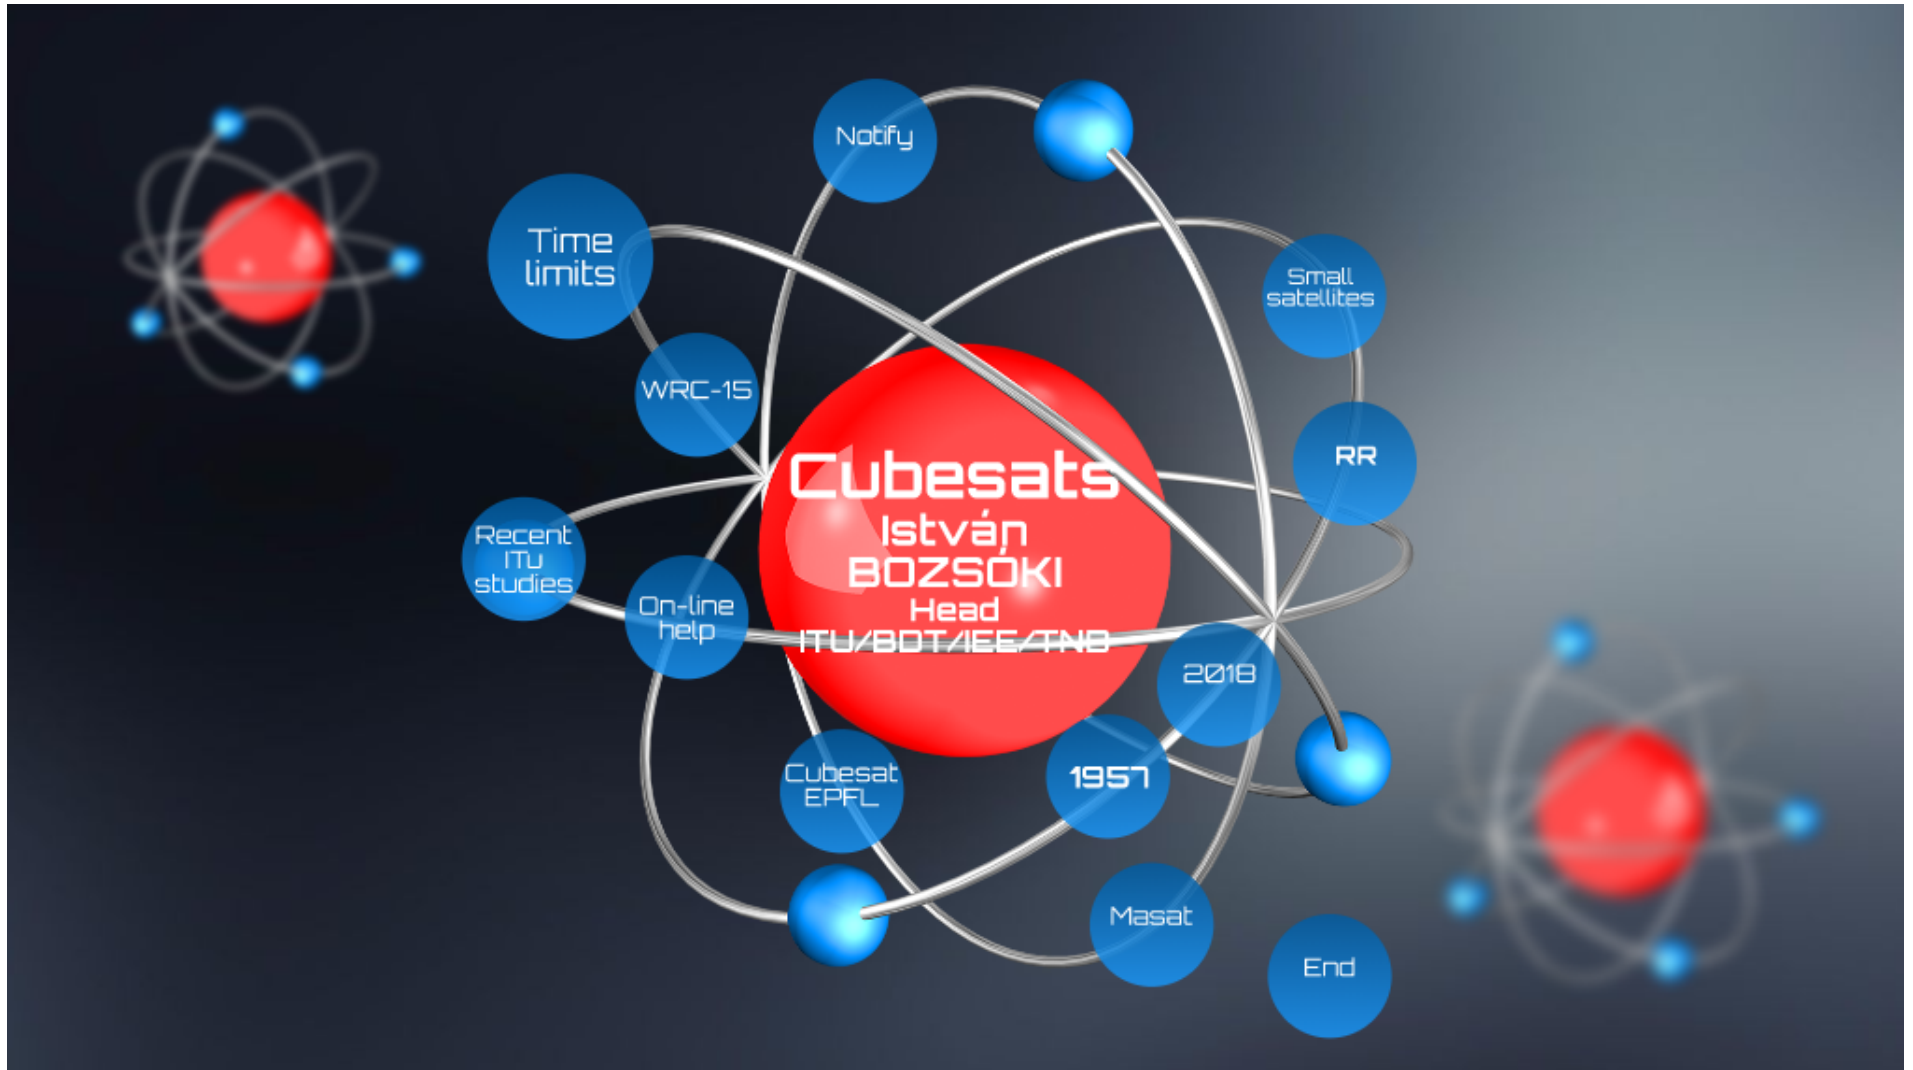 Notify
Time
limits
Small
satellites
WRC-15
RR
Cubesats
István
BOZSÓKI
Head
ITU/BDT/IEE/TNB
Recent
ITu
studies
On-line
help
2018
1957
Cubesat
EPFL
Masat
End